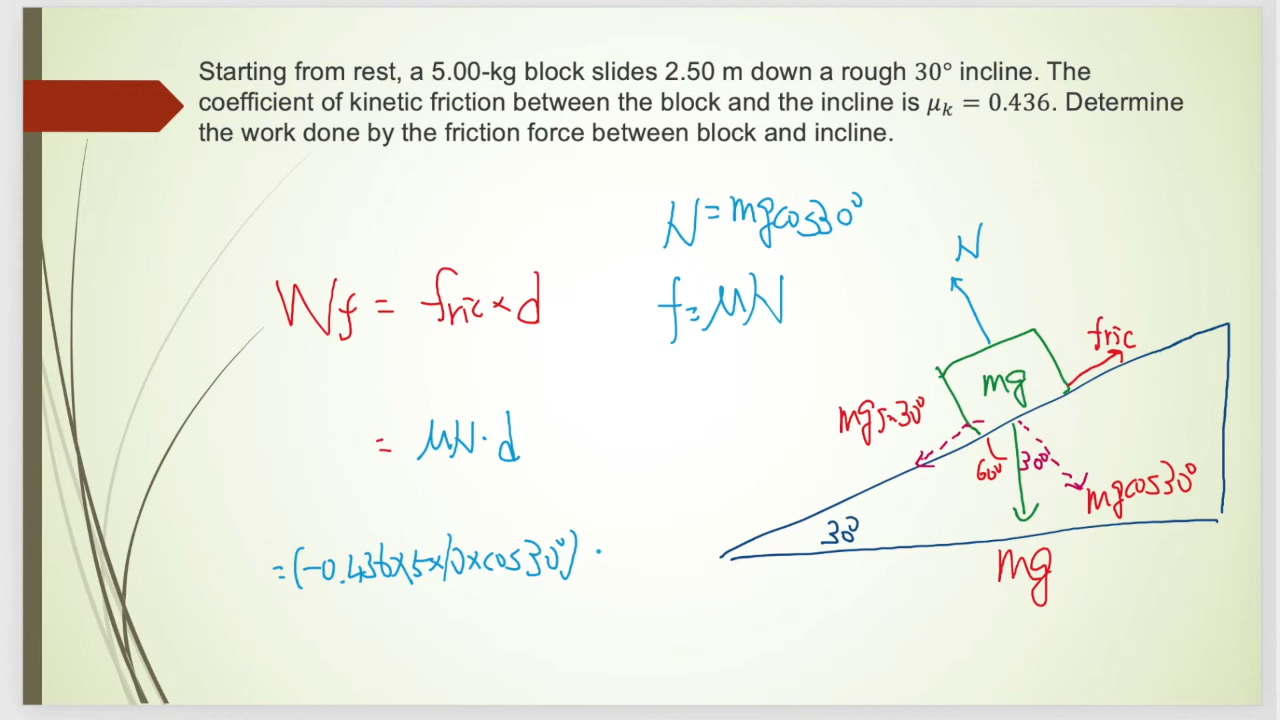 Starting from rest, a 5.00-kg block slides 2.50 m down a rough 30° incline. The
coefficient of kinetic friction between the block and the incline is μₖ = 0.436. Determine
the work done by the friction force between block and incline.
N = mgcos30°
Wf = fric × d
f = μN
= μN · d
= (-0.436×5×10×cos30°) ·
N
fric
mg
mgs
30°
60°
30°
mgcos30°
30°
mg